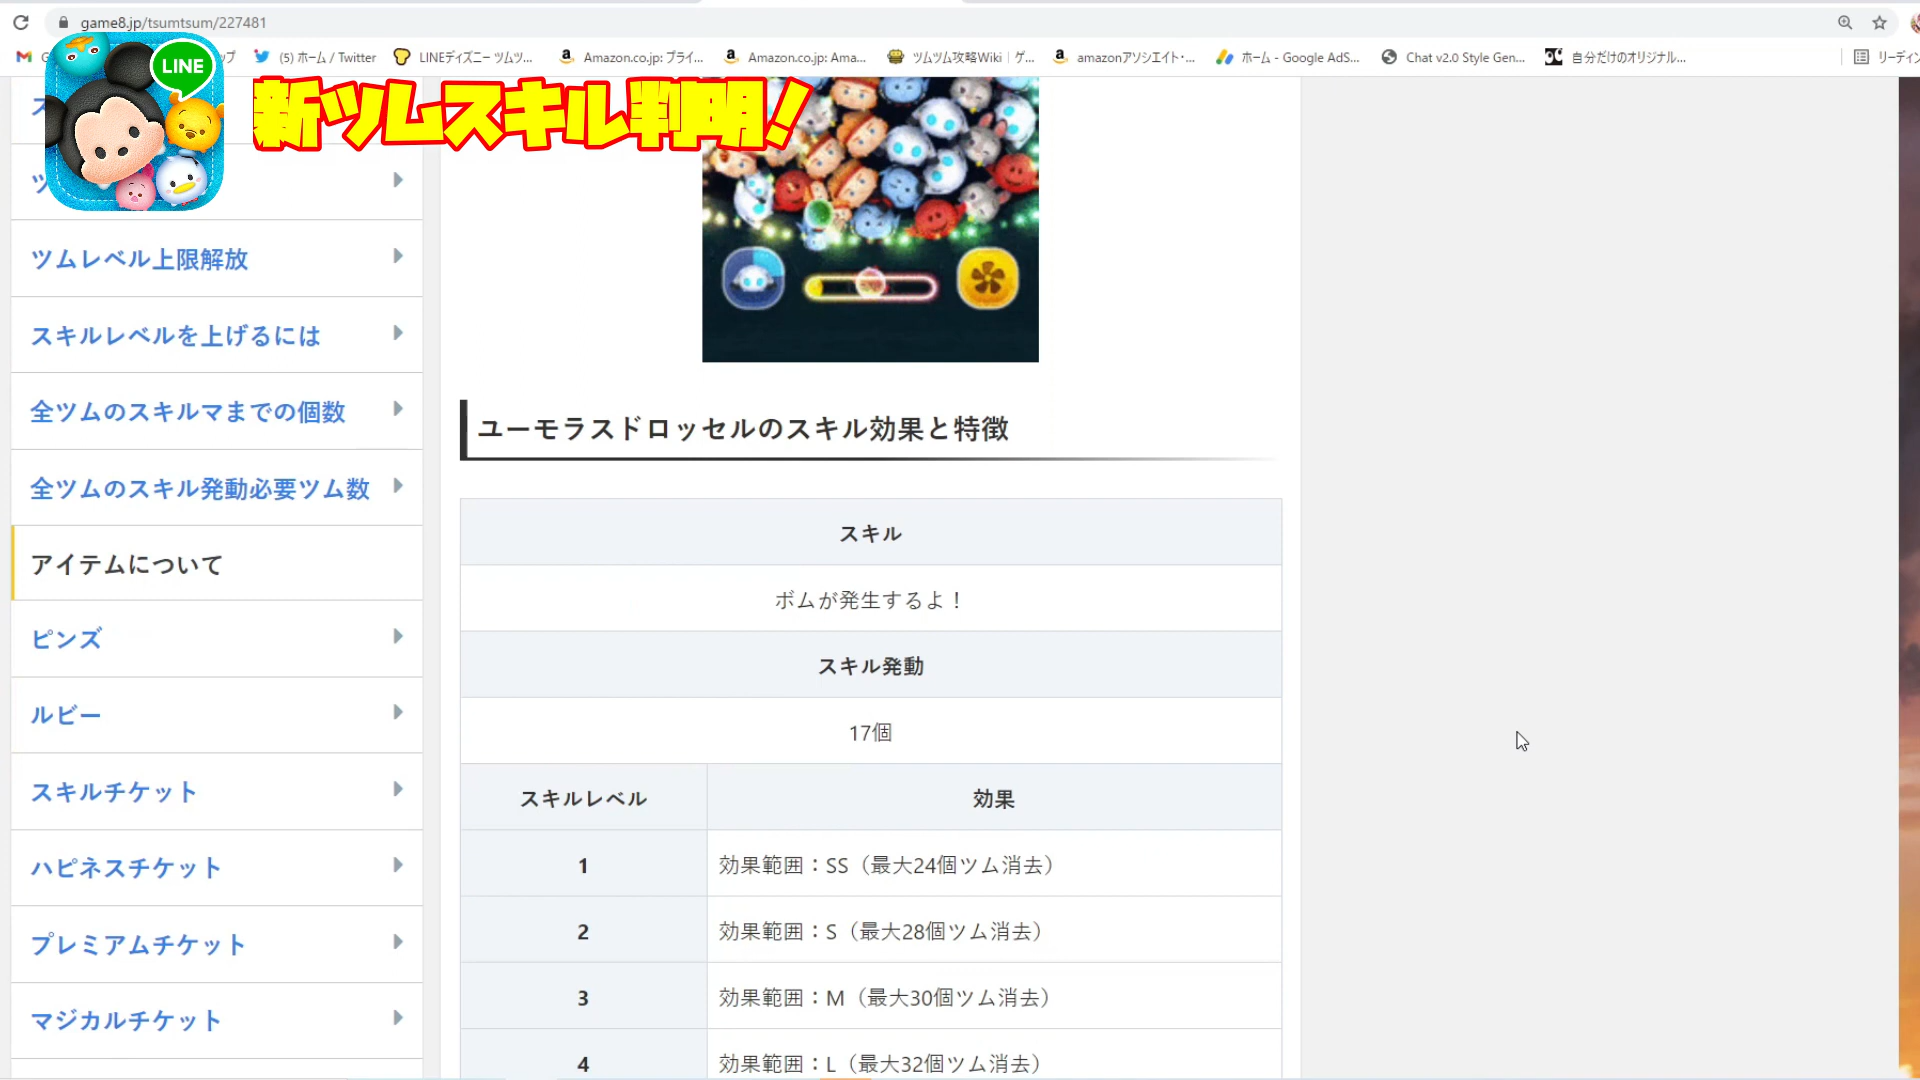 game8.jp/tsumtsum/227481
(5) ホーム / Twitter
LINEディズニー ツムツ...
Amazon.co.jp: プライ...
Amazon.co.jp: Ama...
ツムツム攻略Wiki｜ゲ...
amazonアソシエイト・...
ホーム - Google AdS...
Chat v2.0 Style Gen...
自分だけのオリジナル...
リーディン
LINE
新ツムスキル判明！
ツムレベル上限解放
スキルレベルを上げるには
全ツムのスキルマまでの個数
全ツムのスキル発動必要ツム数
アイテムについて
ピンズ
ルビー
スキルチケット
ハピネスチケット
プレミアムチケット
マジカルチケット
ユーモラスドロッセルのスキル効果と特徴
スキル
ボムが発生するよ！
スキル発動
17個
スキルレベル 効果
1 効果範囲：SS（最大24個ツム消去）
2 効果範囲：S（最大28個ツム消去）
3 効果範囲：M（最大30個ツム消去）
4 効果範囲：L（最大32個ツム消去）